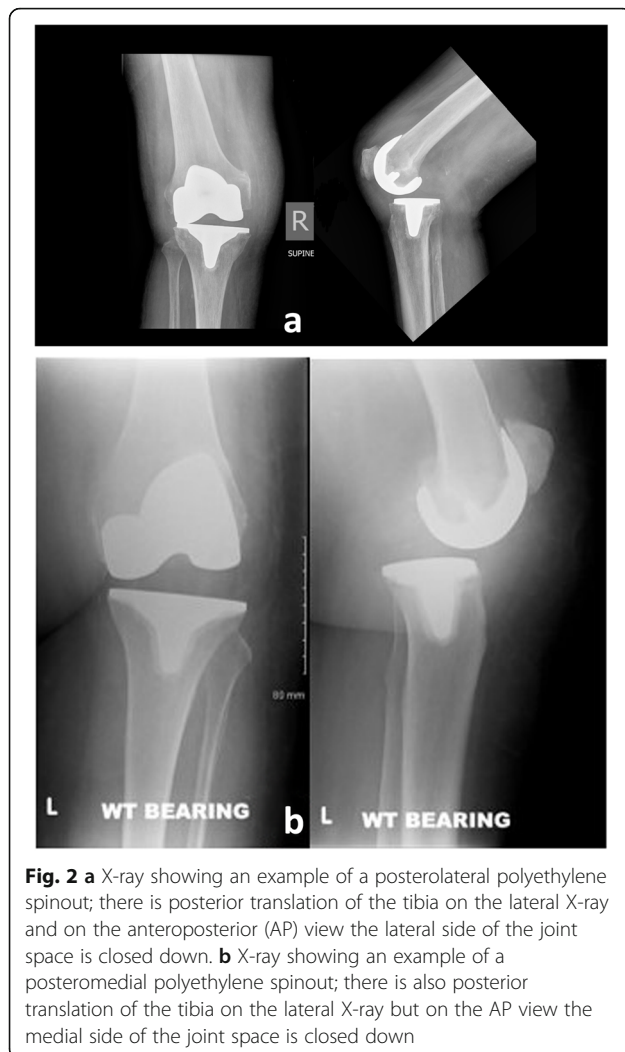 R
SUPINE
a
80 mm
L WT BEARING
b
L WT BEARING
Fig. 2 a X-ray showing an example of a posterolateral polyethylene
spinout; there is posterior translation of the tibia on the lateral X-ray
and on the anteroposterior (AP) view the lateral side of the joint
space is closed down. b X-ray showing an example of a
posteromedial polyethylene spinout; there is also posterior
translation of the tibia on the lateral X-ray but on the AP view the
medial side of the joint space is closed down